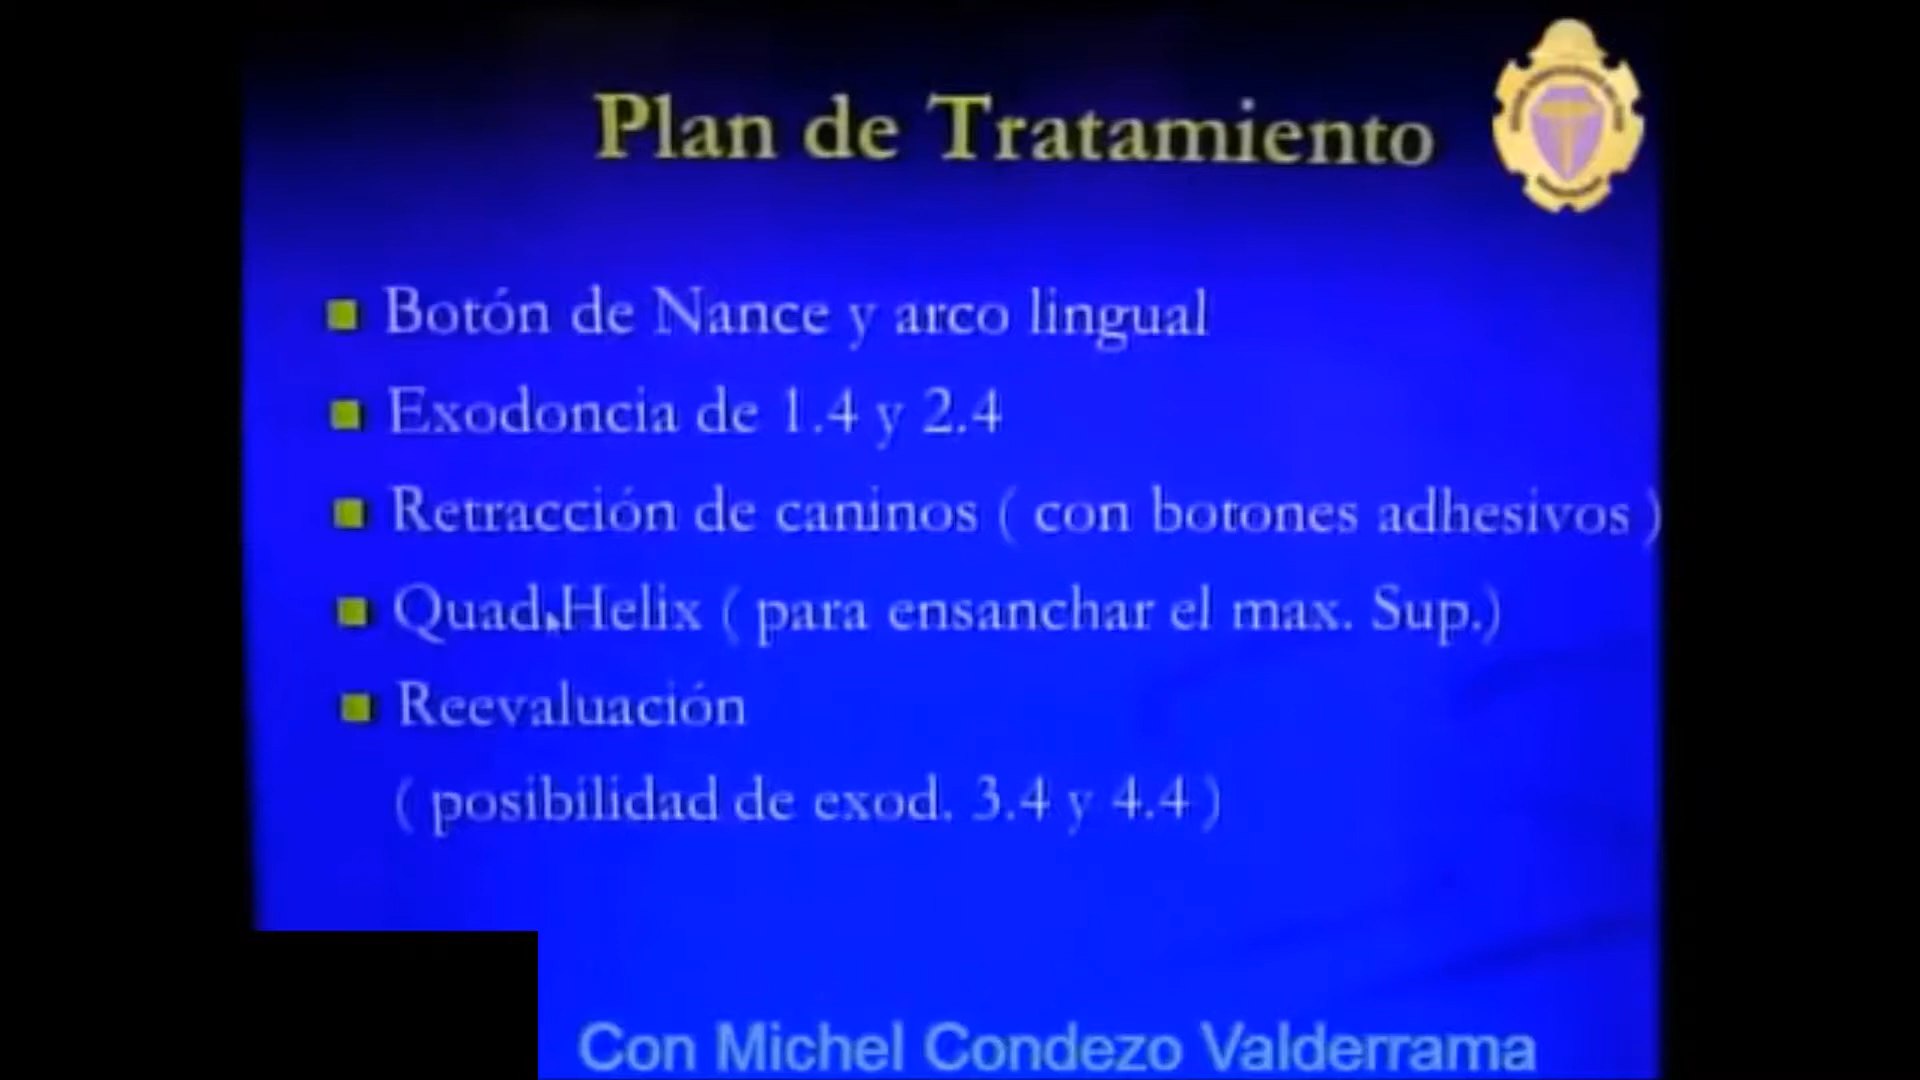 Plan de Tratamiento
Botón de Nance y arco lingual
Exodoncia de 1.4 y 2.4
Retracción de caninos ( con botones adhesivos )
Quad Helix ( para ensanchar el max. Sup.)
Reevaluación
( posibilidad de exod. 3.4 y 4.4 )
Con Michel Condezo Valderrama